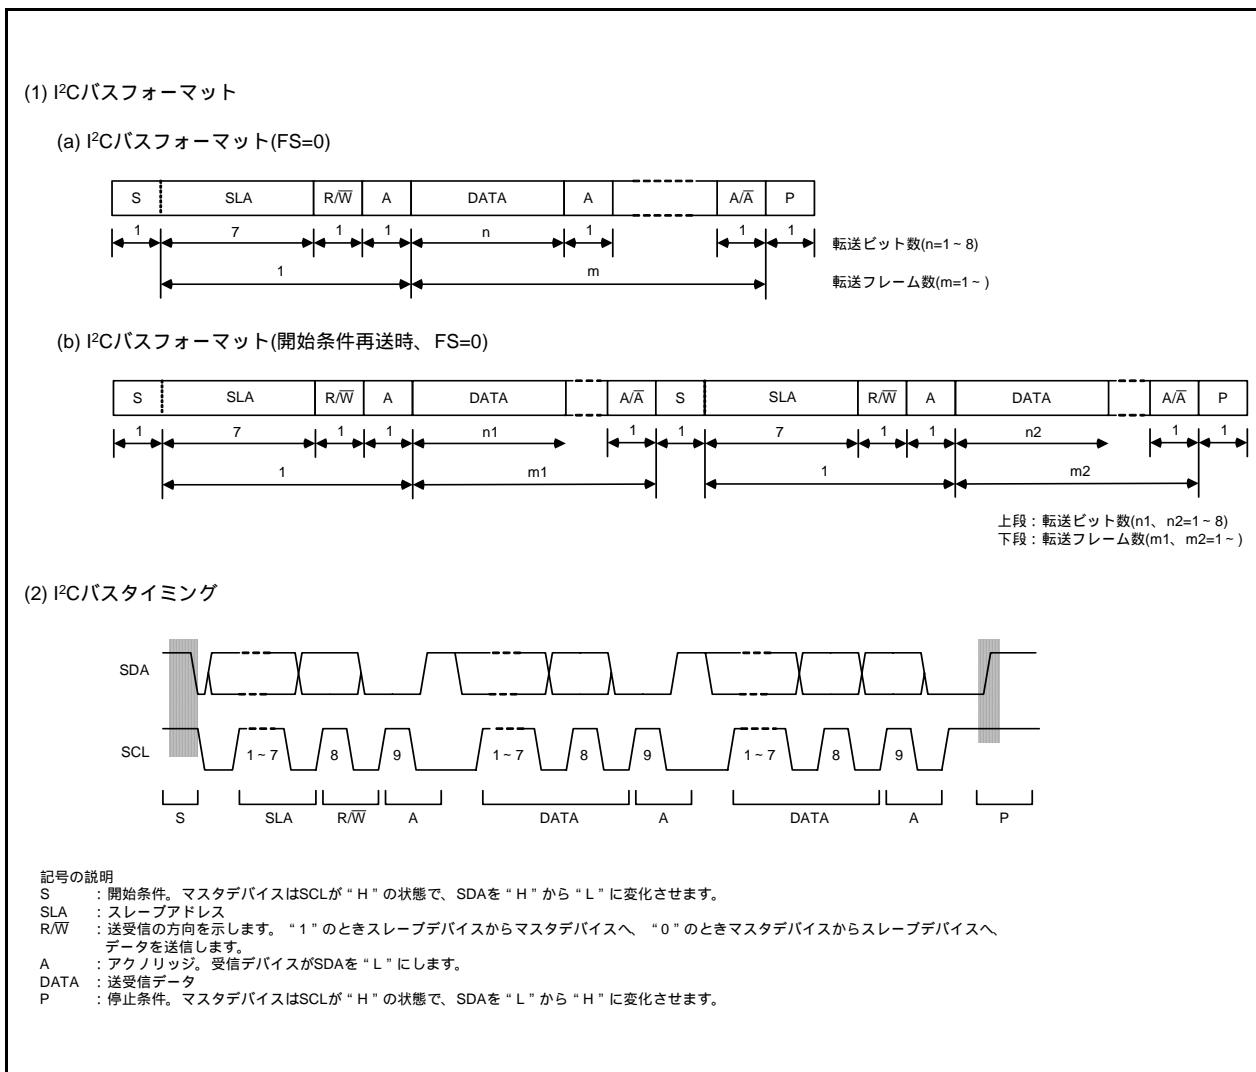 (1) I²Cバスフォーマット
(a) I²Cバスフォーマット(FS=0)
S SLA R/W̅ A DATA A A/A̅ P
1 7 1 1 n 1 1 1
転送ビット数(n=1~8)
1 m
転送フレーム数(m=1~ )
(b) I²Cバスフォーマット(開始条件再送時、FS=0)
S SLA R/W̅ A DATA A/A̅ S SLA R/W̅ A DATA A/A̅ P
1 7 1 1 n1 1 1 7 1 1 n2 1 1
1 m1 1 m2
上段:転送ビット数(n1、n2=1~8)
下段:転送フレーム数(m1、m2=1~ )
(2) I²Cバスタイミング
SDA
SCL 1~7 8 9 1~7 8 9 1~7 8 9
S SLA R/W̅ A DATA A DATA A P
記号の説明
S :開始条件。マスタデバイスはSCLが“H”の状態で、SDAを“H”から“L”に変化させます。
SLA :スレーブアドレス
R/W̅ :送受信の方向を示します。“1”のときスレーブデバイスからマスタデバイスへ、“0”のときマスタデバイスからスレーブデバイスへ、
データを送信します。
A :アクノリッジ。受信デバイスがSDAを“L”にします。
DATA :送受信データ
P :停止条件。マスタデバイスはSCLが“H”の状態で、SDAを“L”から“H”に変化させます。